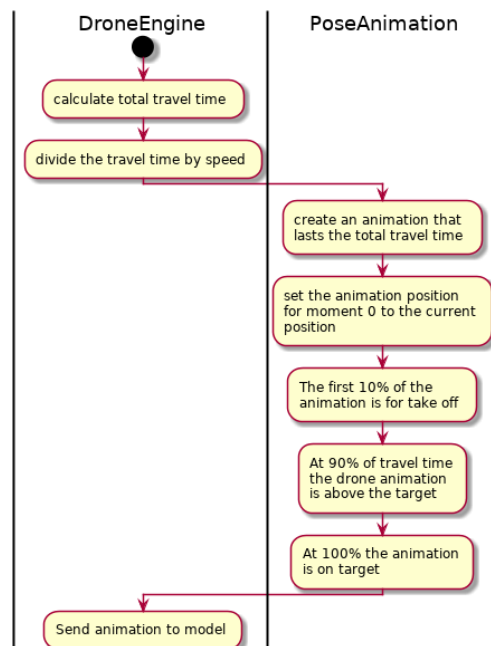 DroneEngine
PoseAnimation
calculate total travel time
divide the travel time by speed
create an animation that
lasts the total travel time
set the animation position
for moment 0 to the current
position
The first 10% of the
animation is for take off
At 90% of travel time
the drone animation
is above the target
At 100% the animation
is on target
Send animation to model